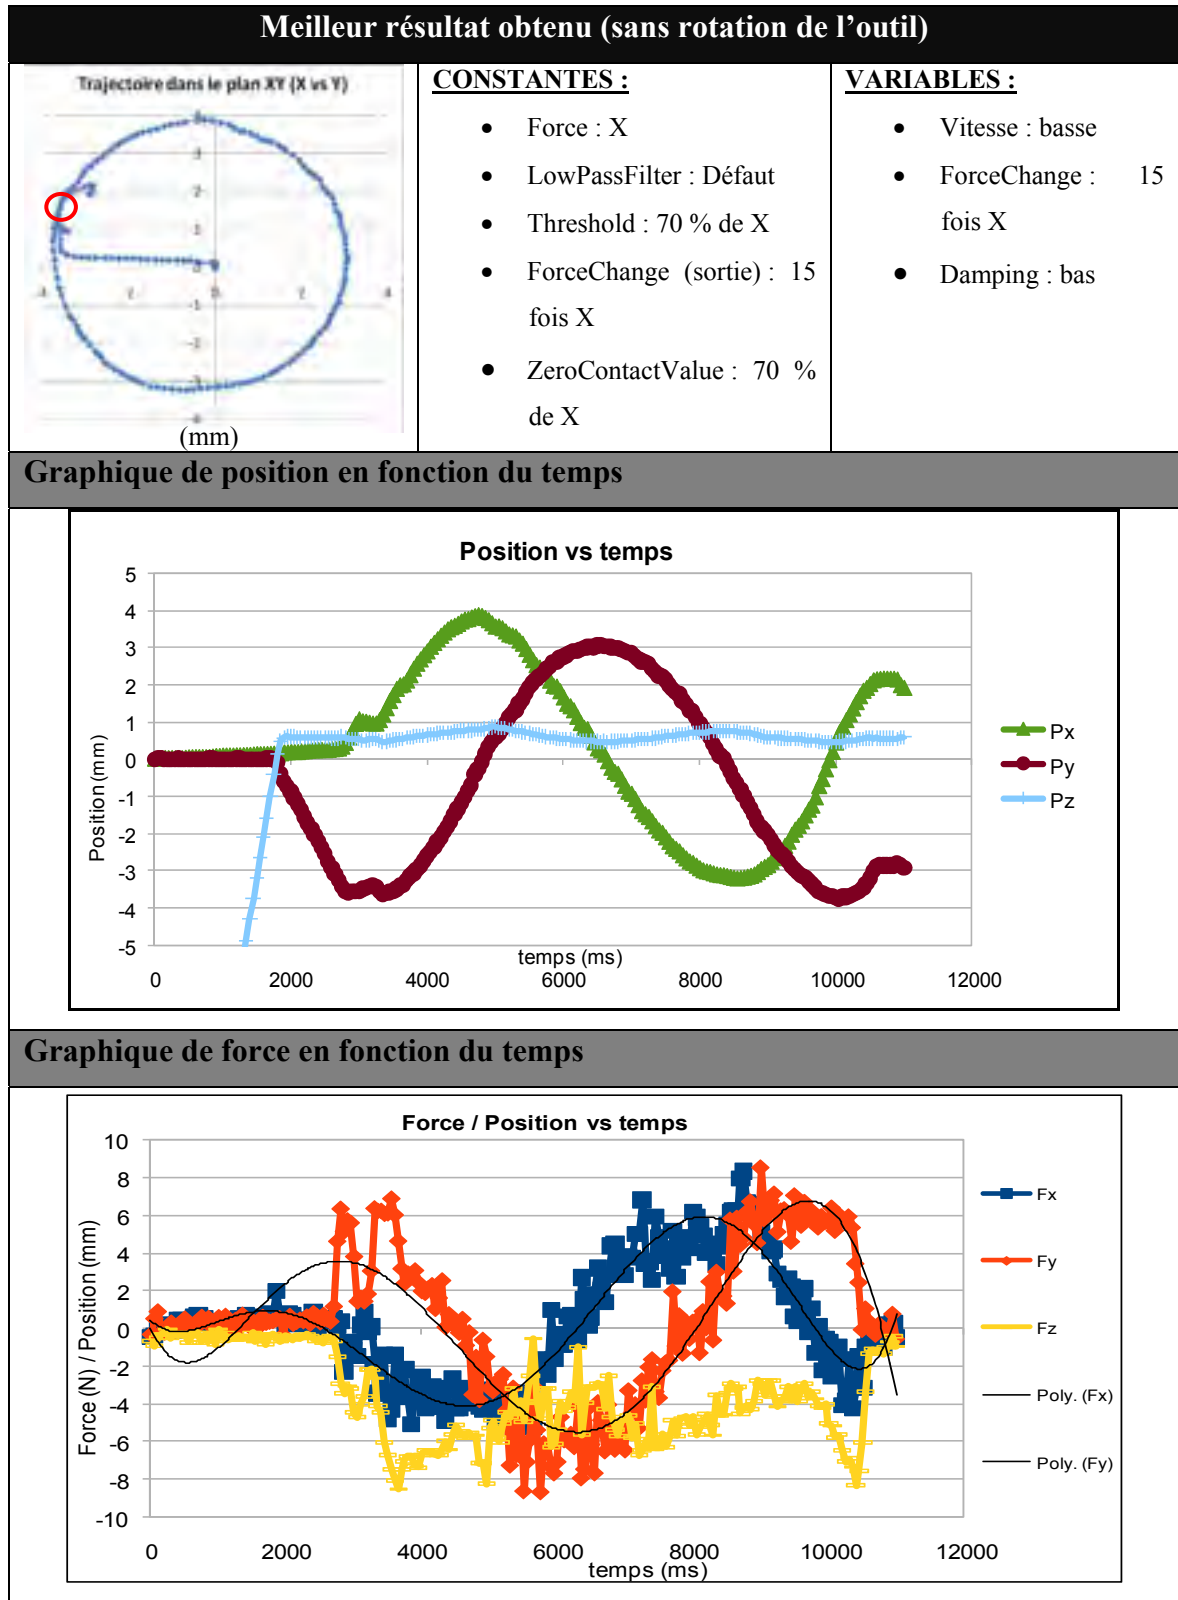 Meilleur résultat obtenu (sans rotation de l'outil)
Trajectoire dans le plan XY (X vs Y)
(mm)
CONSTANTES :
• Force : X
• LowPassFilter : Défaut
• Threshold : 70 % de X
• ForceChange (sortie) : 15
fois X
• ZeroContactValue : 70 %
de X
VARIABLES :
• Vitesse : basse
• ForceChange : 15
fois X
• Damping : bas
Graphique de position en fonction du temps
Position vs temps
5
4
3
2
1
0
-1
-2
-3
-4
-5
Position(mm)
0 2000 4000 6000 8000 10000 12000
temps (ms)
Px
Py
Pz
Graphique de force en fonction du temps
Force / Position vs temps
10
8
6
4
2
0
-2
-4
-6
-8
-10
Force (N) / Position (mm)
0 2000 4000 6000 8000 10000 12000
temps (ms)
Fx
Fy
Fz
Poly. (Fx)
Poly. (Fy)